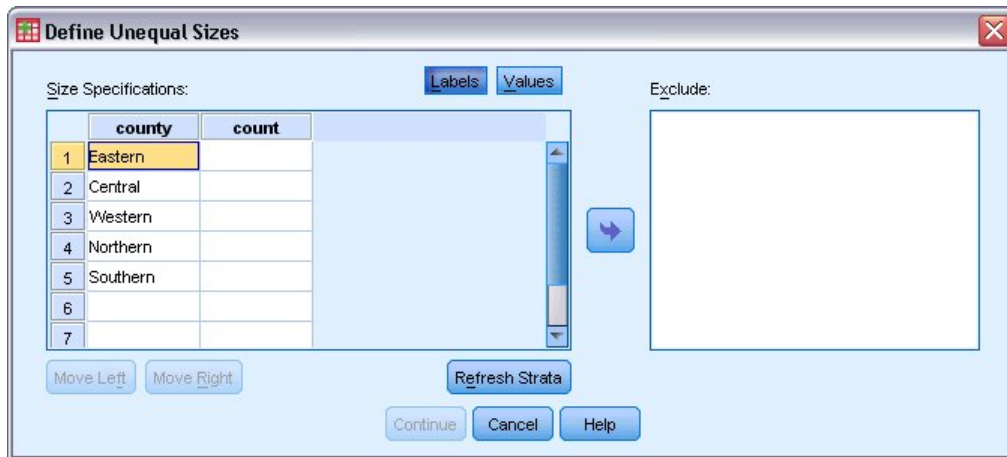 Define Unequal Sizes
Size Specifications:
Labels
Values
Exclude:
county count
1 Eastern
2 Central
3 Western
4 Northern
5 Southern
6
7
Move Left
Move Right
Refresh Strata
Continue
Cancel
Help